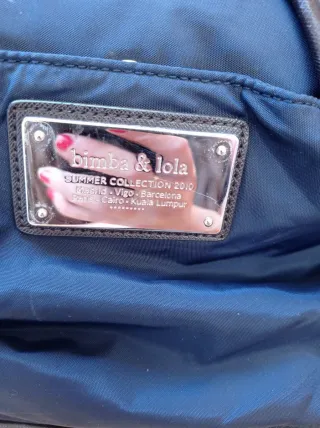 bimba & lola
SUMMER COLLECTION 2010
Madrid - Vigo - Barcelona
Cairo - Kuala Lumpur